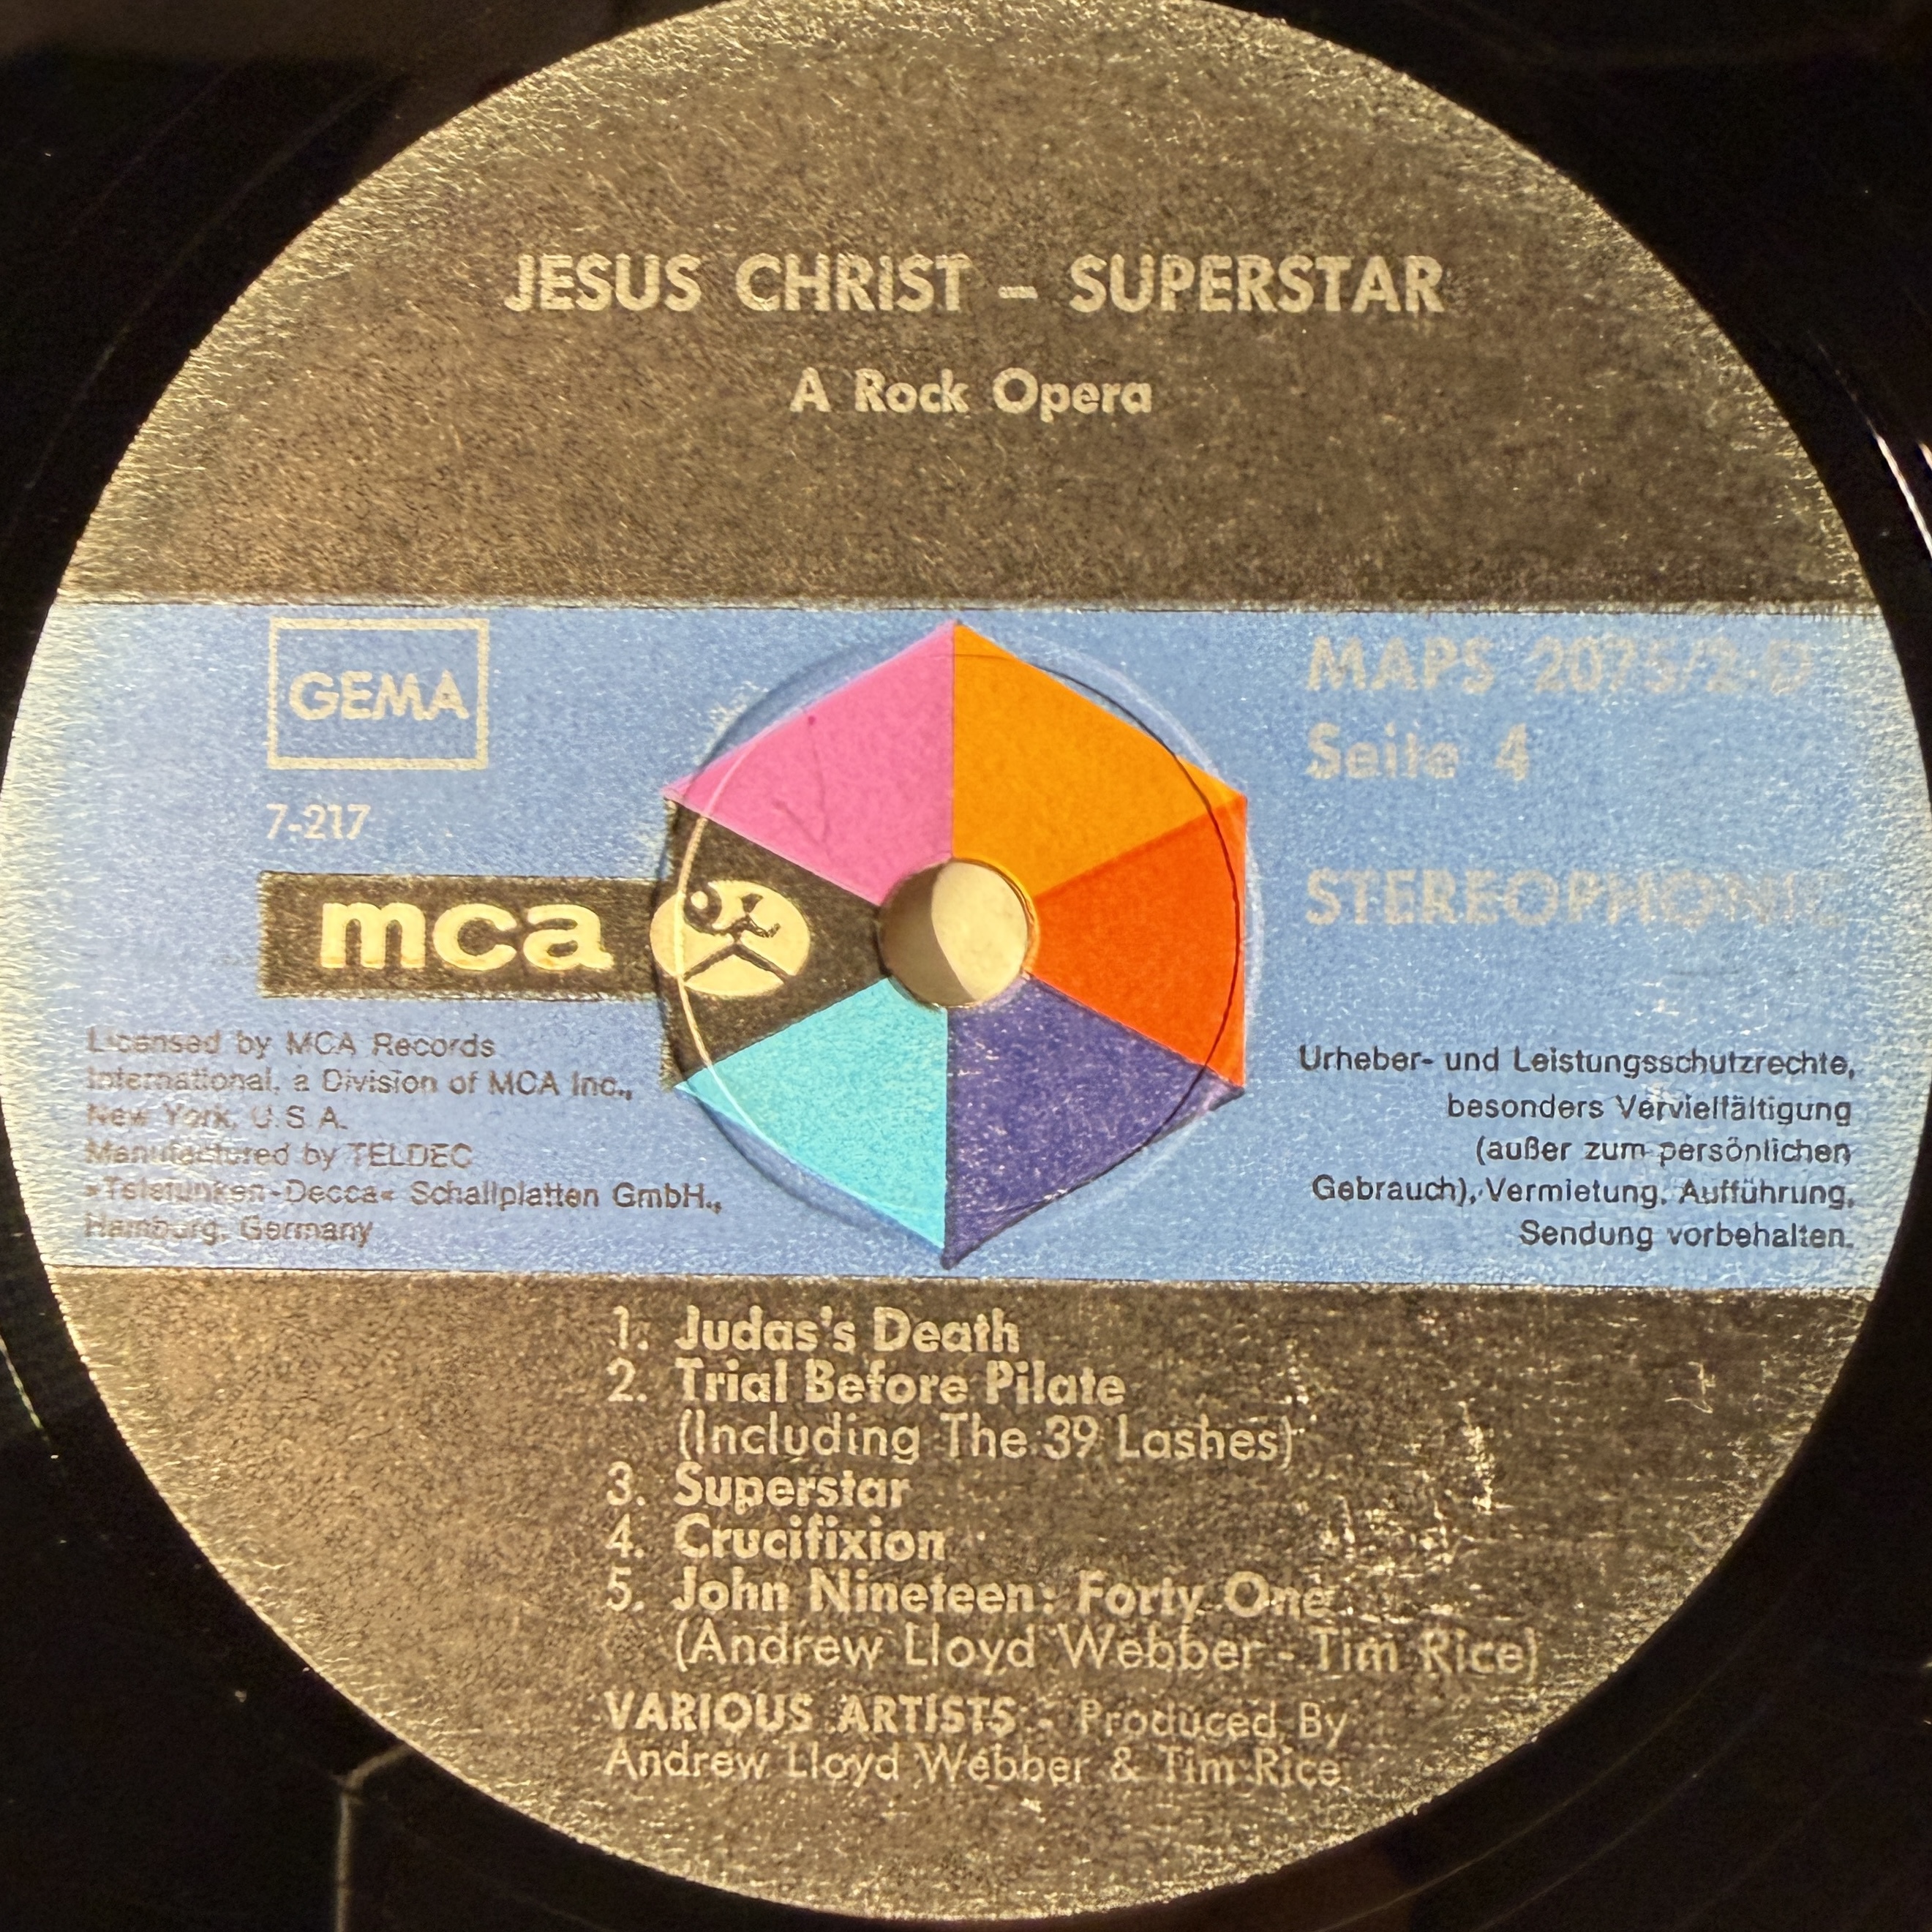 JESUS CHRIST – SUPERSTAR
A Rock Opera
GEMA
7-217
mca
MAPS 2075/2-D
Seite 4
STEREOPHONIC
Licensed by MCA Records
International, a Division of MCA Inc.,
New York, U.S.A.
Manufactured by TELDEC
»Telefunken-Decca« Schallplatten GmbH.,
Hamburg, Germany
Urheber- und Leistungsschutzrechte,
besonders Vervielfältigung
(außer zum persönlichen
Gebrauch), Vermietung, Aufführung,
Sendung vorbehalten.
1. Judas's Death
2. Trial Before Pilate
(Including The 39 Lashes)
3. Superstar
4. Crucifixion
5. John Nineteen: Forty One
(Andrew Lloyd Webber - Tim Rice)
VARIOUS ARTISTS - Produced By
Andrew Lloyd Webber & Tim Rice